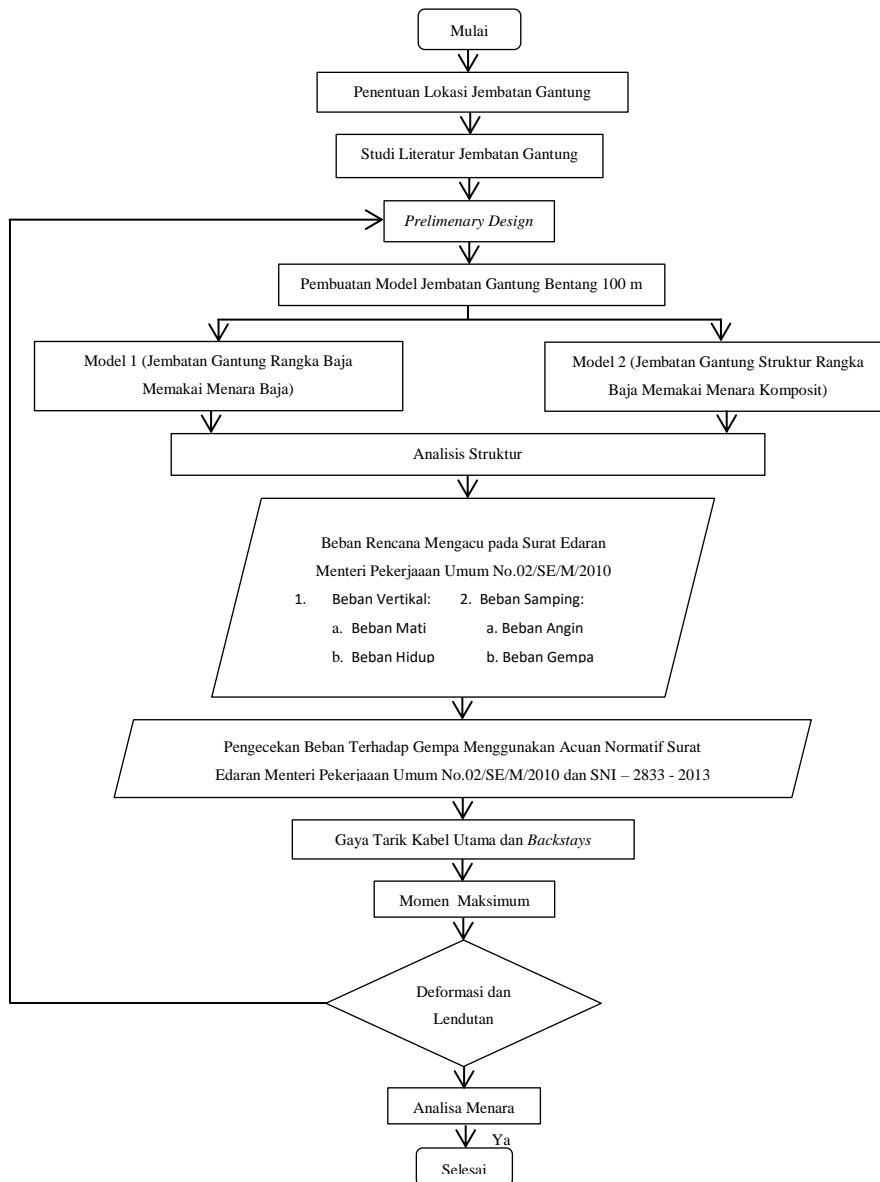 Mulai
Penentuan Lokasi Jembatan Gantung
Studi Literatur Jembatan Gantung
Prelimenary Design
Pembuatan Model Jembatan Gantung Bentang 100 m
Model 1 (Jembatan Gantung Rangka Baja
Memakai Menara Baja)
Model 2 (Jembatan Gantung Struktur Rangka
Baja Memakai Menara Komposit)
Analisis Struktur
Beban Rencana Mengacu pada Surat Edaran
Menteri Pekerjaaan Umum No.02/SE/M/2010
1. Beban Vertikal: 2. Beban Samping:
a. Beban Mati a. Beban Angin
b. Beban Hidup b. Beban Gempa
Pengecekan Beban Terhadap Gempa Menggunakan Acuan Normatif Surat
Edaran Menteri Pekerjaaan Umum No.02/SE/M/2010 dan SNI – 2833 - 2013
Gaya Tarik Kabel Utama dan Backstays
Momen Maksimum
Deformasi dan
Lendutan
Analisa Menara
Ya
Selesai